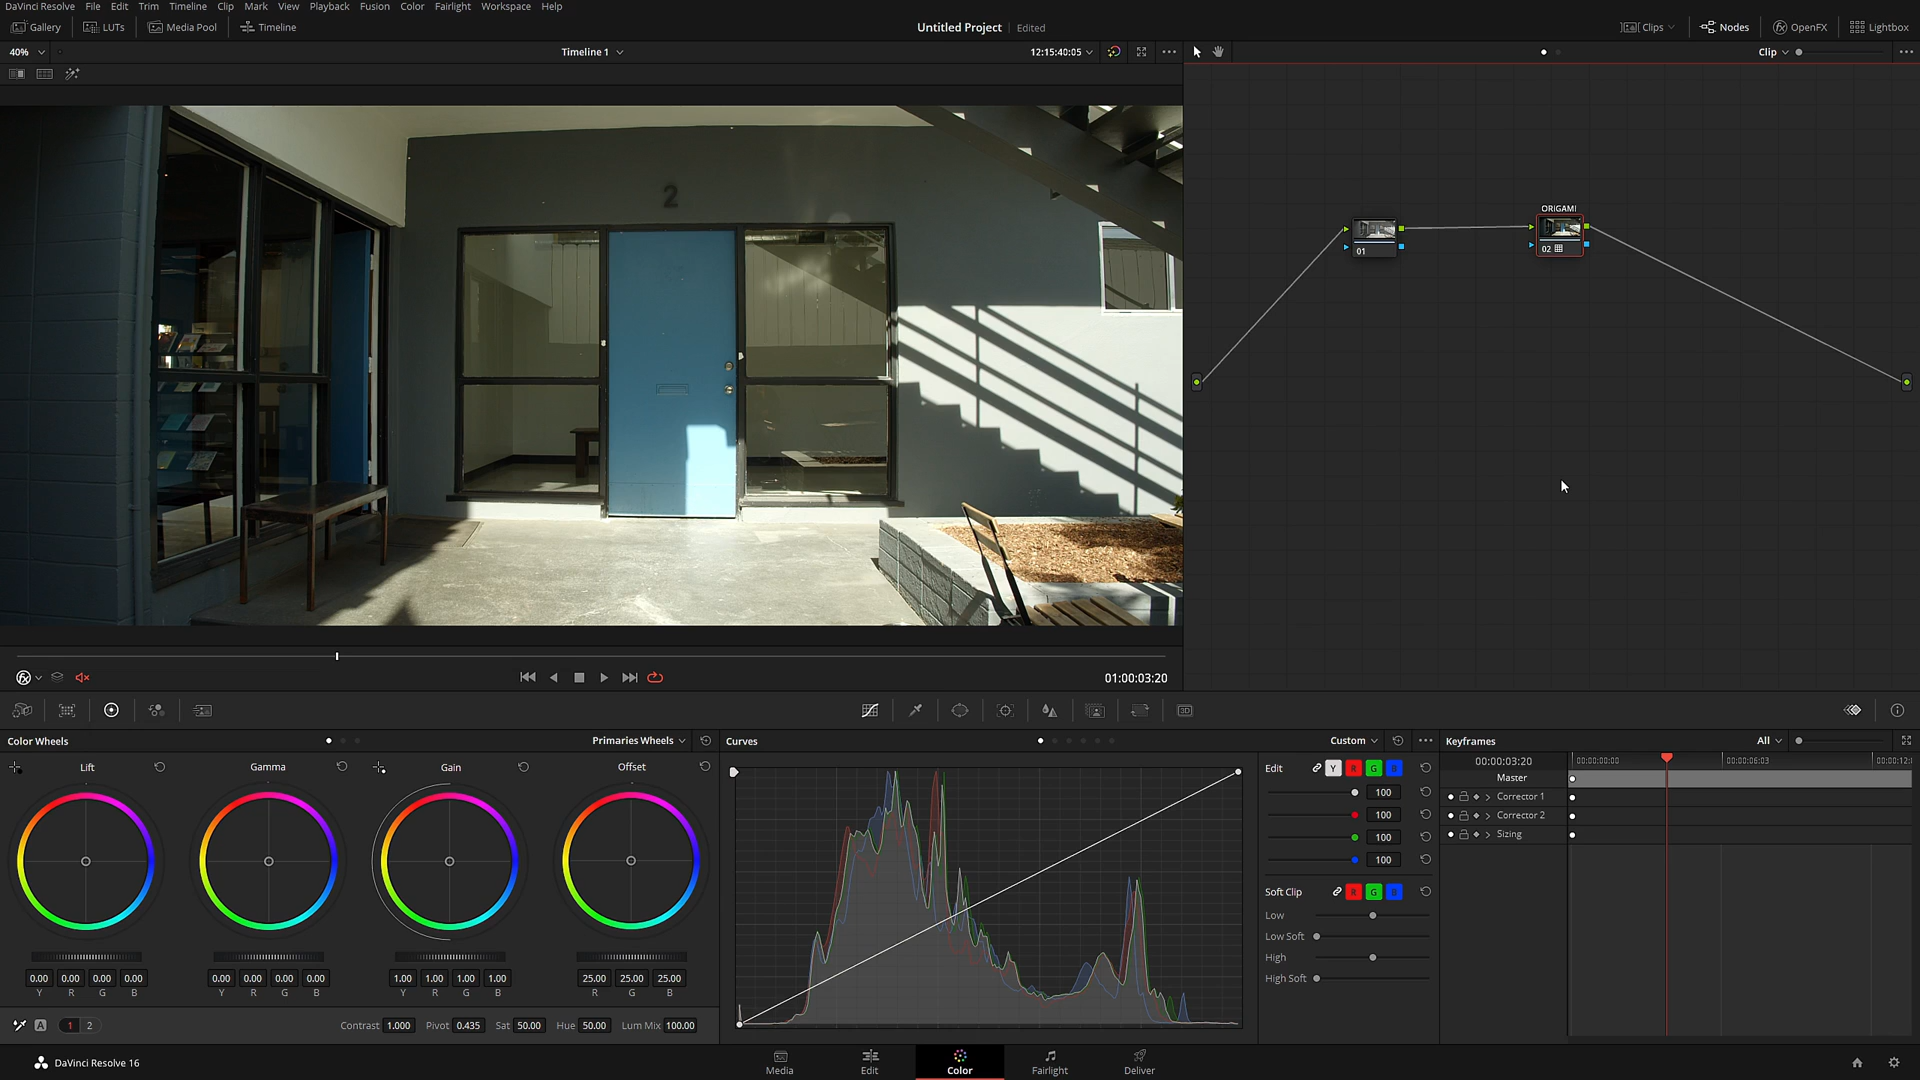 DaVinci Resolve File Edit Trim Timeline Clip Mark View Playback Fusion Color Fairlight Workspace Help
Gallery LUTs Media Pool Timeline Untitled Project Edited Clips Nodes OpenFX Lightbox
40% Timeline 1 12:15:40:05 Clip
2
ORIGAMI
01 02
01:00:03:20
Color Wheels Primaries Wheels Curves Custom Keyframes All
Lift Gamma Gain Offset Edit Y R G B 00:00:03:20 00:00:00:00 00:00:06:03 00:00:12:
Master
100 Corrector 1
100 Corrector 2
100 Sizing
100
Soft Clip R G B
Low
Low Soft
High
High Soft
0.00 0.00 0.00 0.00 0.00 0.00 0.00 0.00 1.00 1.00 1.00 1.00 25.00 25.00 25.00
Y R G B Y R G B Y R G B R G B
A 1 2 Contrast 1.000 Pivot 0.435 Sat 50.00 Hue 50.00 Lum Mix 100.00
DaVinci Resolve 16 Media Edit Color Fairlight Deliver